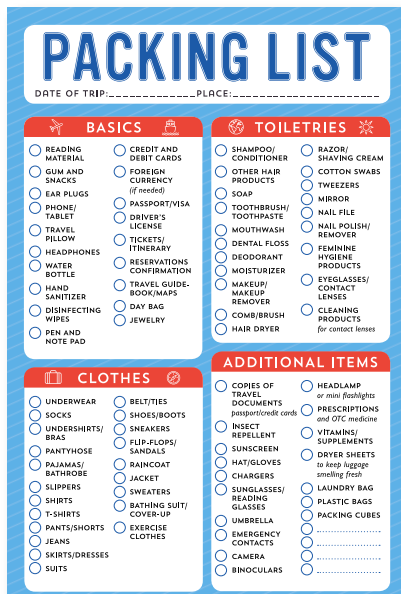 PACKING LIST
DATE OF TRIP:______________PLACE:________________________
BASICS
READING
MATERIAL
GUM AND
SNACKS
EAR PLUGS
PHONE/
TABLET
TRAVEL
PILLOW
HEADPHONES
WATER
BOTTLE
HAND
SANITIZER
DISINFECTING
WIPES
PEN AND
NOTE PAD
CREDIT AND
DEBIT CARDS
FOREIGN
CURRENCY
(if needed)
PASSPORT/VISA
DRIVER'S
LICENSE
TICKETS/
ITINERARY
RESERVATIONS
CONFIRMATION
TRAVEL GUIDE-
BOOK/MAPS
DAY BAG
JEWELRY
TOILETRIES
SHAMPOO/
CONDITIONER
OTHER HAIR
PRODUCTS
SOAP
TOOTHBRUSH/
TOOTHPASTE
MOUTHWASH
DENTAL FLOSS
DEODORANT
MOISTURIZER
MAKEUP/
MAKEUP
REMOVER
COMB/BRUSH
HAIR DRYER
RAZOR/
SHAVING CREAM
COTTON SWABS
TWEEZERS
MIRROR
NAIL FILE
NAIL POLISH/
REMOVER
FEMININE
HYGIENE
PRODUCTS
EYEGLASSES/
CONTACT
LENSES
CLEANING
PRODUCTS
for contact lenses
CLOTHES
UNDERWEAR
SOCKS
UNDERSHIRTS/
BRAS
PANTYHOSE
PAJAMAS/
BATHROBE
SLIPPERS
SHIRTS
T-SHIRTS
PANTS/SHORTS
JEANS
SKIRTS/DRESSES
SUITS
BELT/TIES
SHOES/BOOTS
SNEAKERS
FLIP-FLOPS/
SANDALS
RAINCOAT
JACKET
SWEATERS
BATHING SUIT/
COVER-UP
EXERCISE
CLOTHES
ADDITIONAL ITEMS
COPIES OF
TRAVEL
DOCUMENTS
passport/credit cards
INSECT
REPELLENT
SUNSCREEN
HAT/GLOVES
CHARGERS
SUNGLASSES/
READING
GLASSES
UMBRELLA
EMERGENCY
CONTACTS
CAMERA
BINOCULARS
HEADLAMP
or mini flashlights
PRESCRIPTIONS
and OTC medicine
VITAMINS/
SUPPLEMENTS
DRYER SHEETS
to keep luggage
smelling fresh
LAUNDRY BAG
PLASTIC BAGS
PACKING CUBES